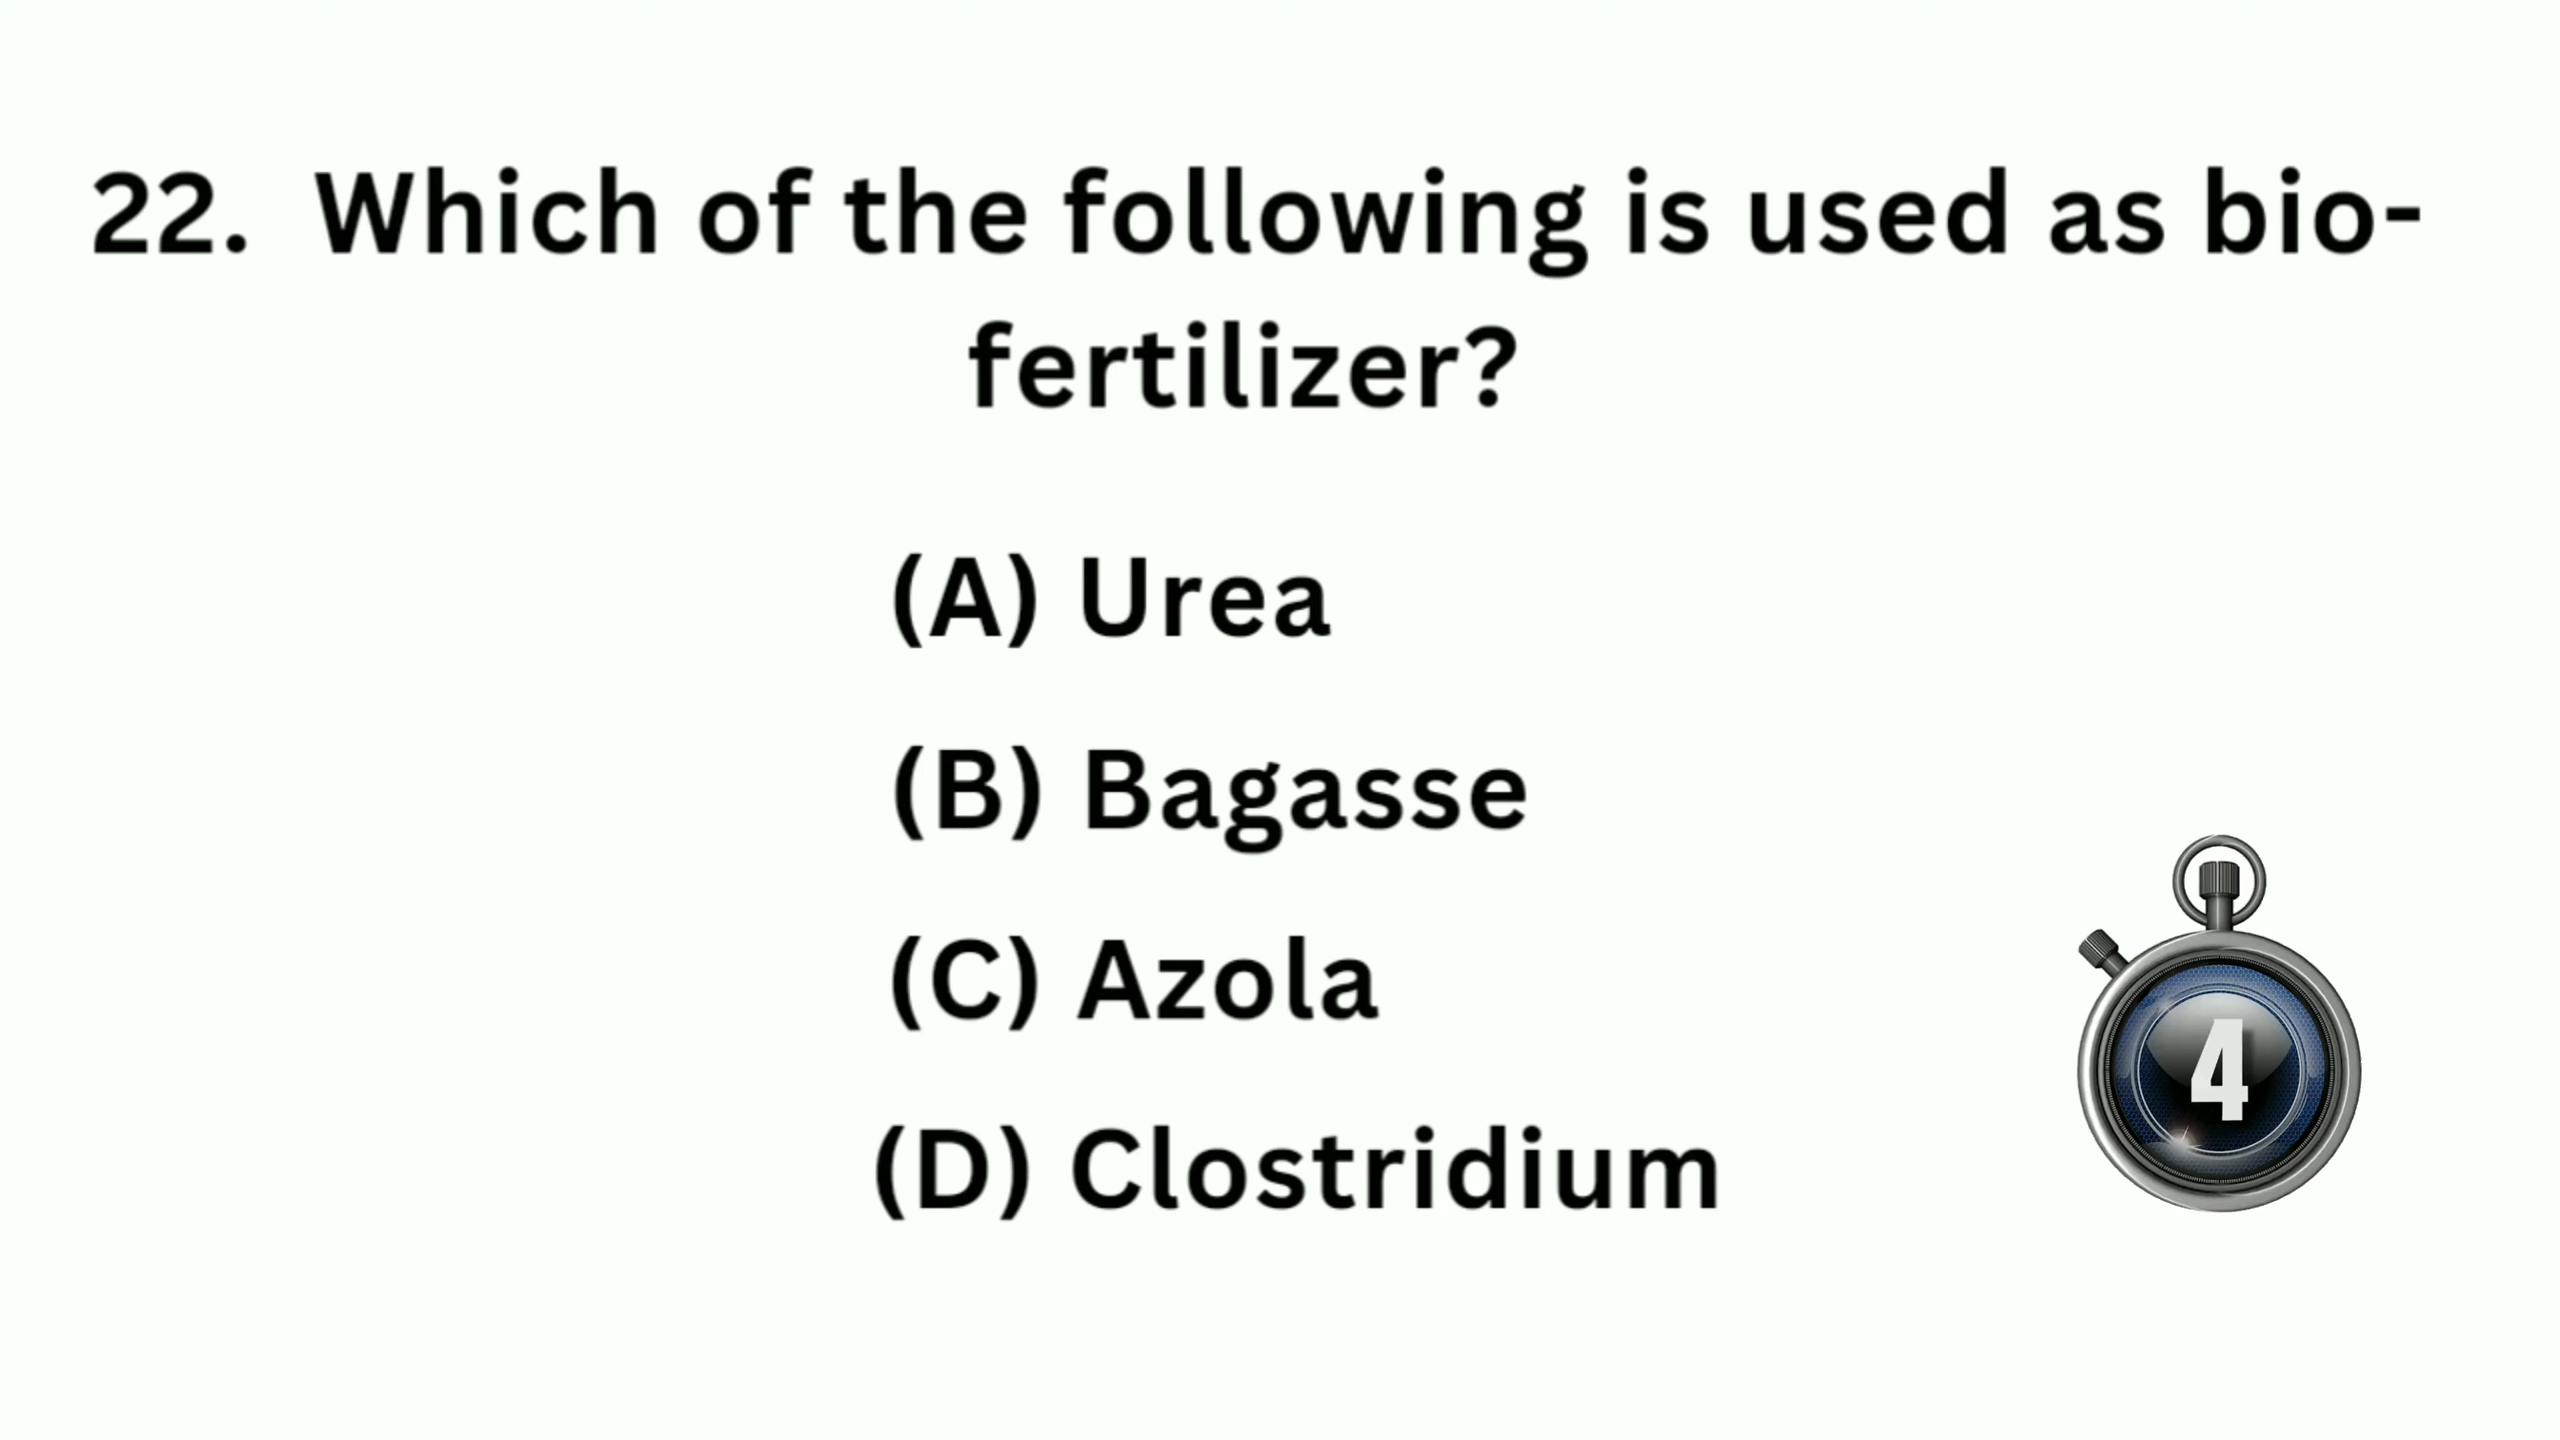 22. Which of the following is used as bio-
fertilizer?
(A) Urea
(B) Bagasse
(C) Azola
(D) Clostridium
4